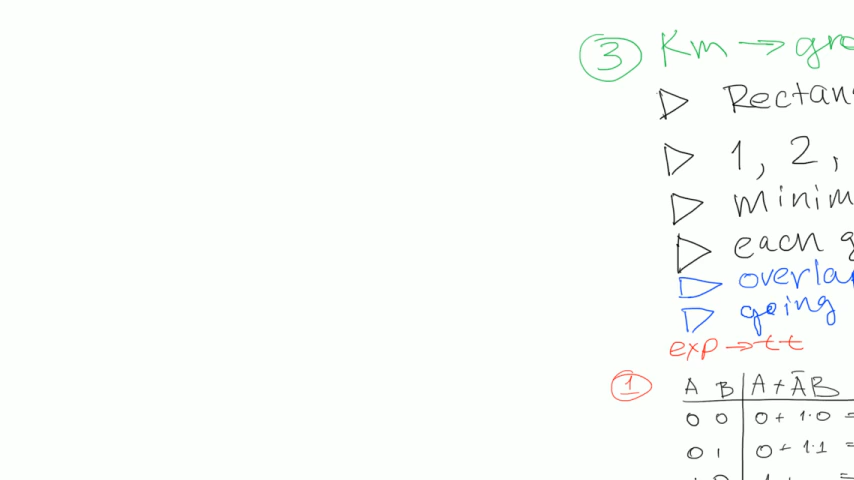 3 Km → gro
▷ Rectan
▷ 1, 2,
▷ minim
▷ each g
▷ overla
▷ going
exp → tt
1 A B | A + ĀB
0 0 | 0 + 1·0 =
0 1 | 0 + 1·1 =